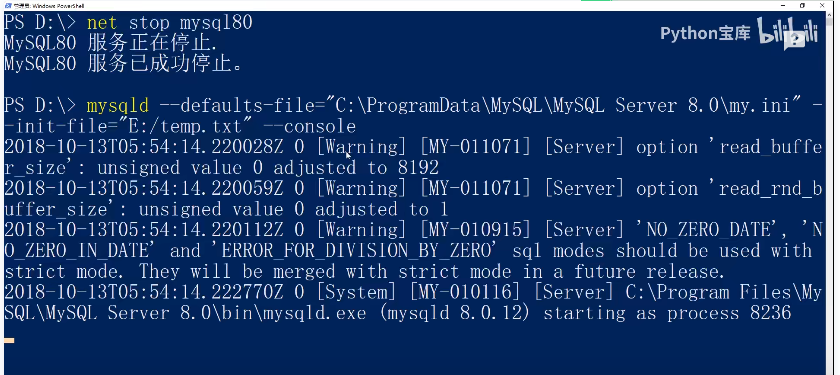 管理员: Windows PowerShell
PS D:\> net stop mysql80
MySQL80 服务正在停止.
MySQL80 服务已成功停止。
Python宝库 bilibili
PS D:\> mysqld --defaults-file="C:\ProgramData\MySQL\MySQL Server 8.0\my.ini" -
-init-file="E:/temp.txt" --console
2018-10-13T05:54:14.220028Z 0 [Warning] [MY-011071] [Server] option 'read_buffe
r_size': unsigned value 0 adjusted to 8192
2018-10-13T05:54:14.220059Z 0 [Warning] [MY-011071] [Server] option 'read_rnd_b
uffer_size': unsigned value 0 adjusted to 1
2018-10-13T05:54:14.220112Z 0 [Warning] [MY-010915] [Server] 'NO_ZERO_DATE', 'N
O_ZERO_IN_DATE' and 'ERROR_FOR_DIVISION_BY_ZERO' sql modes should be used with
strict mode. They will be merged with strict mode in a future release.
2018-10-13T05:54:14.222770Z 0 [System] [MY-010116] [Server] C:\Program Files\My
SQL\MySQL Server 8.0\bin\mysqld.exe (mysqld 8.0.12) starting as process 8236